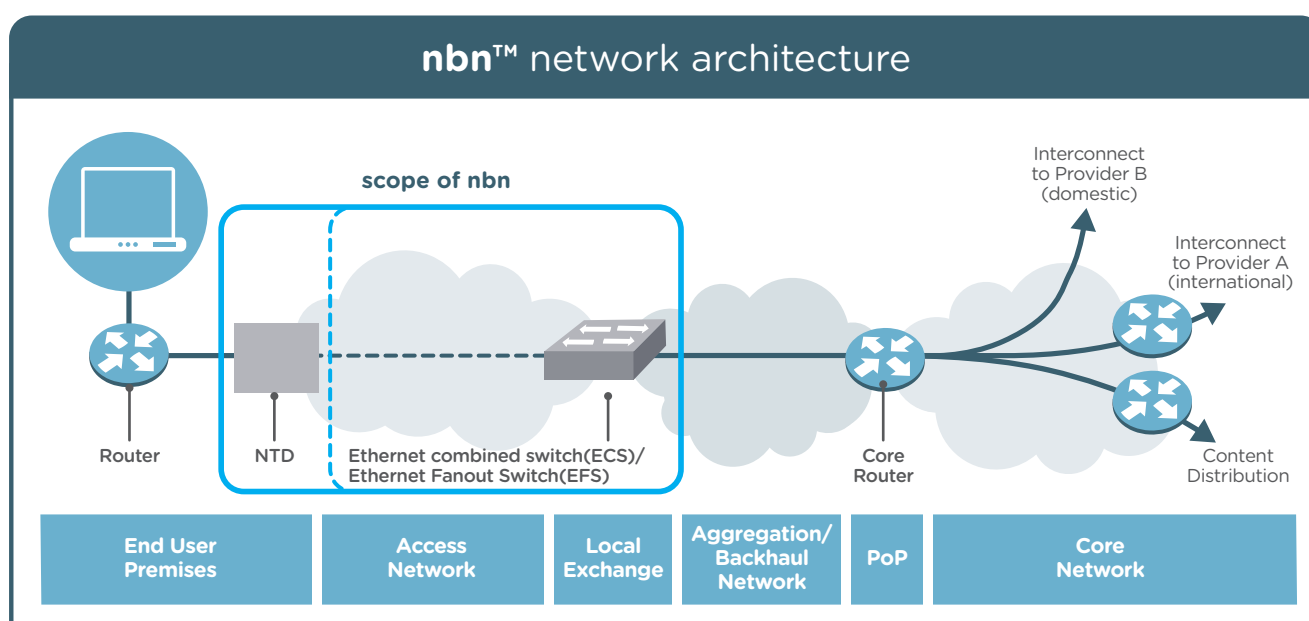 nbn™ network architecture
scope of nbn
Interconnect
to Provider B
(domestic)
Interconnect
to Provider A
(international)
Router
NTD
Ethernet combined switch(ECS)/
Ethernet Fanout Switch(EFS)
Core
Router
Content
Distribution
End User
Premises
Access
Network
Local
Exchange
Aggregation/
Backhaul
Network
PoP
Core
Network